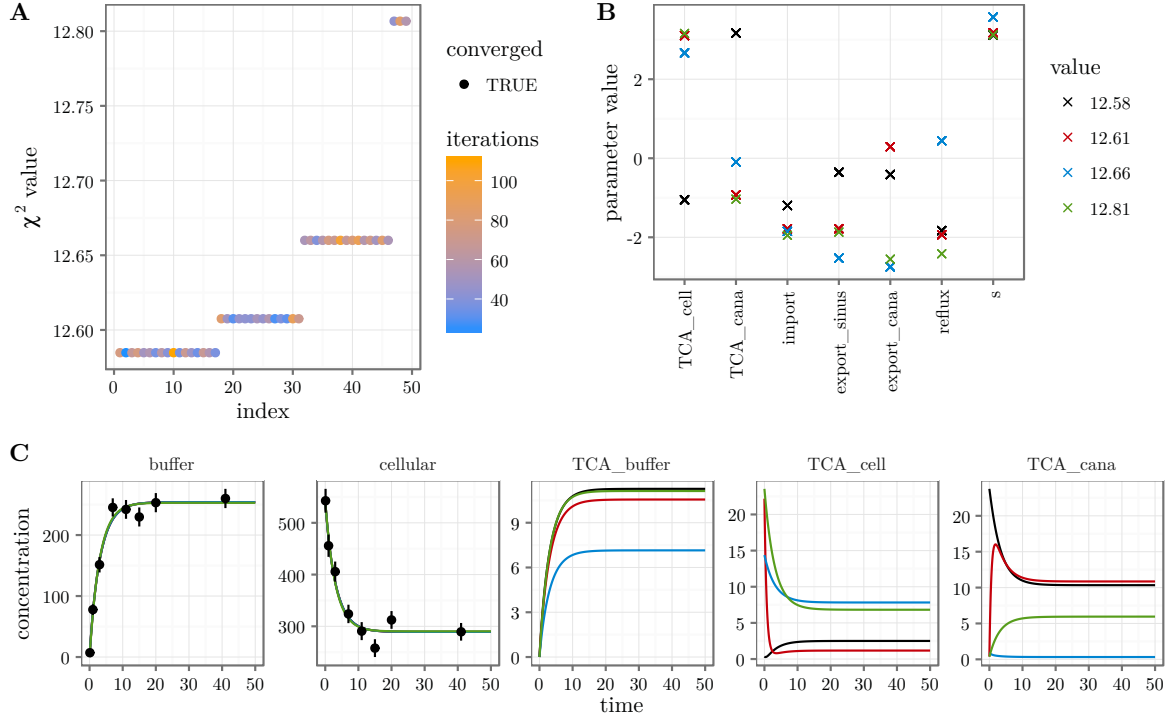 A
χ² value
12.80
12.75
12.70
12.65
12.60
0 10 20 30 40 50
index
converged
TRUE
iterations
100
80
60
40
B
parameter value
2
0
-2
TCA_cell
TCA_cana
import
export_sinus
export_cana
reflux
s
value
12.58
12.61
12.66
12.81
C
buffer cellular TCA_buffer TCA_cell TCA_cana
concentration
200
100
0
0 10 20 30 40 50
500
400
300
0 10 20 30 40 50
9
6
3
0
0 10 20 30 40 50
20
15
10
5
0
0 10 20 30 40 50
20
15
10
5
0
0 10 20 30 40 50
time